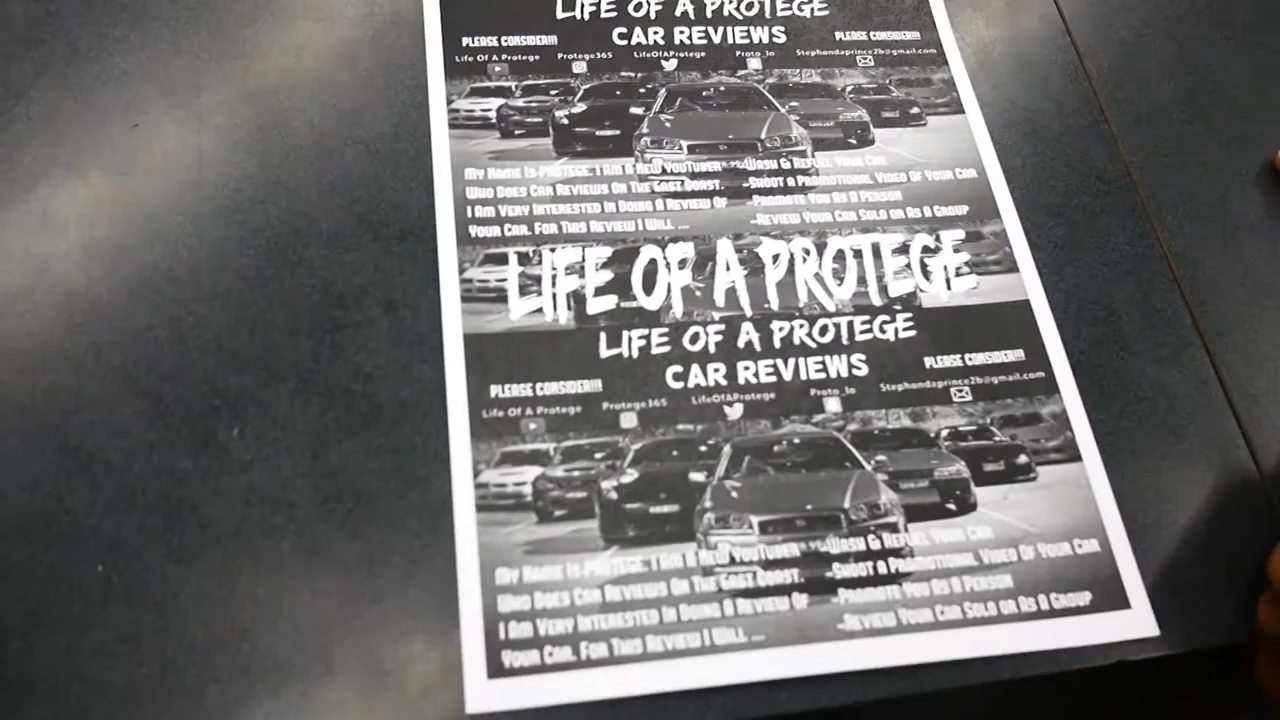 LIFE OF A PROTEGE
CAR REVIEWS
PLEASE CONSIDER!!! PLEASE CONSIDER!!!
Life Of A Protege Protege365 LifeOfAProtege Proto_lo Stephondaprince2b@gmail.com
My Name Is Protege. I Am A New YouTuber -Wash & Refuel Your Car
Who Does Car Reviews On The East Coast. -Shoot a Promotional Video Of Your Car
I Am Very Interested In Doing A Review Of -Promote You As A Person
Your Car. For This Review I Will ... -Review Your Car Solo or As A Group
LIFE OF A PROTEGE
LIFE OF A PROTEGE
CAR REVIEWS
PLEASE CONSIDER!!! PLEASE CONSIDER!!!
Life Of A Protege Protege365 LifeOfAProtege Proto_lo Stephondaprince2b@gmail.com
My Name Is Protege. I Am A New YouTuber -Wash & Refuel Your Car
Who Does Car Reviews On The East Coast. -Shoot a Promotional Video Of Your Car
I Am Very Interested In Doing A Review Of -Promote You As A Person
Your Car. For This Review I Will ... -Review Your Car Solo or As A Group